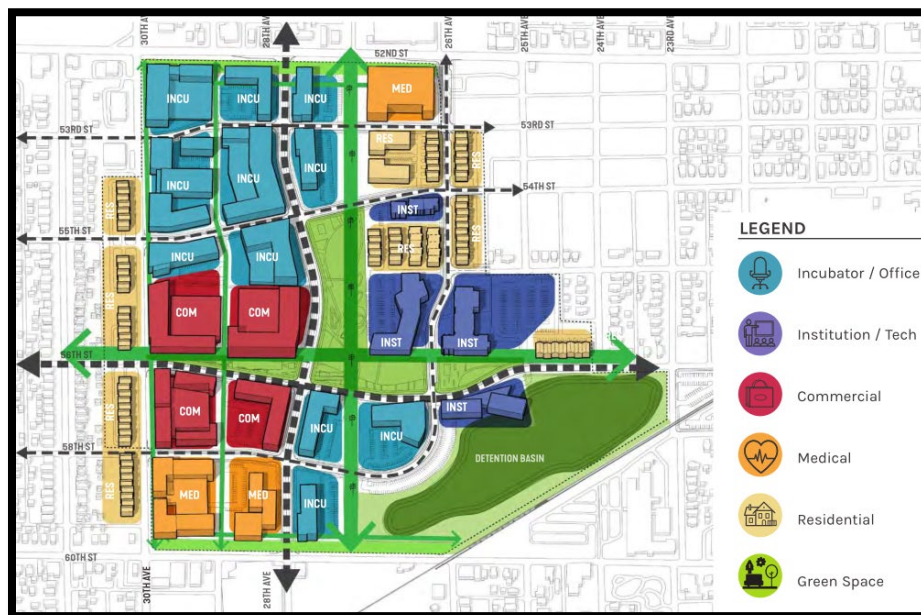 30TH AVE
28TH AVE
26TH AVE
25TH AVE
24TH AVE
23RD AVE
52ND ST
INCU
INCU
INCU
MED
53RD ST
53RD ST
RES
RES
INCU
INCU
INCU
54TH ST
RES
INST
RES
55TH ST
INCU
INCU
RES
RES
COM
COM
INST
INST
58TH ST
COM
COM
INCU
INCU
INST
RES
58TH ST
DETENTION BASIN
RES
MED
MED
INCU
60TH ST
30TH AVE
28TH AVE
LEGEND
Incubator / Office
Institution / Tech
Commercial
Medical
Residential
Green Space